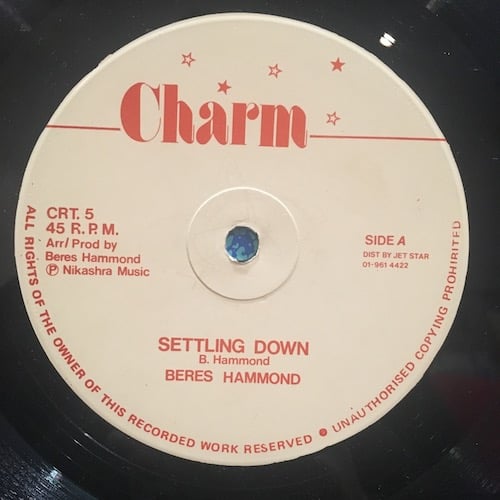 Charm
CRT. 5
45 R.P.M.
Arr/Prod by
Beres Hammond
℗ Nikashra Music
SIDE A
DIST BY JET STAR
01-961 4422
SETTLING DOWN
B. Hammond
BERES HAMMOND
ALL RIGHTS OF THE OWNER OF THIS RECORDED WORK RESERVED ● UNAUTHORISED COPYING PROHIBITED